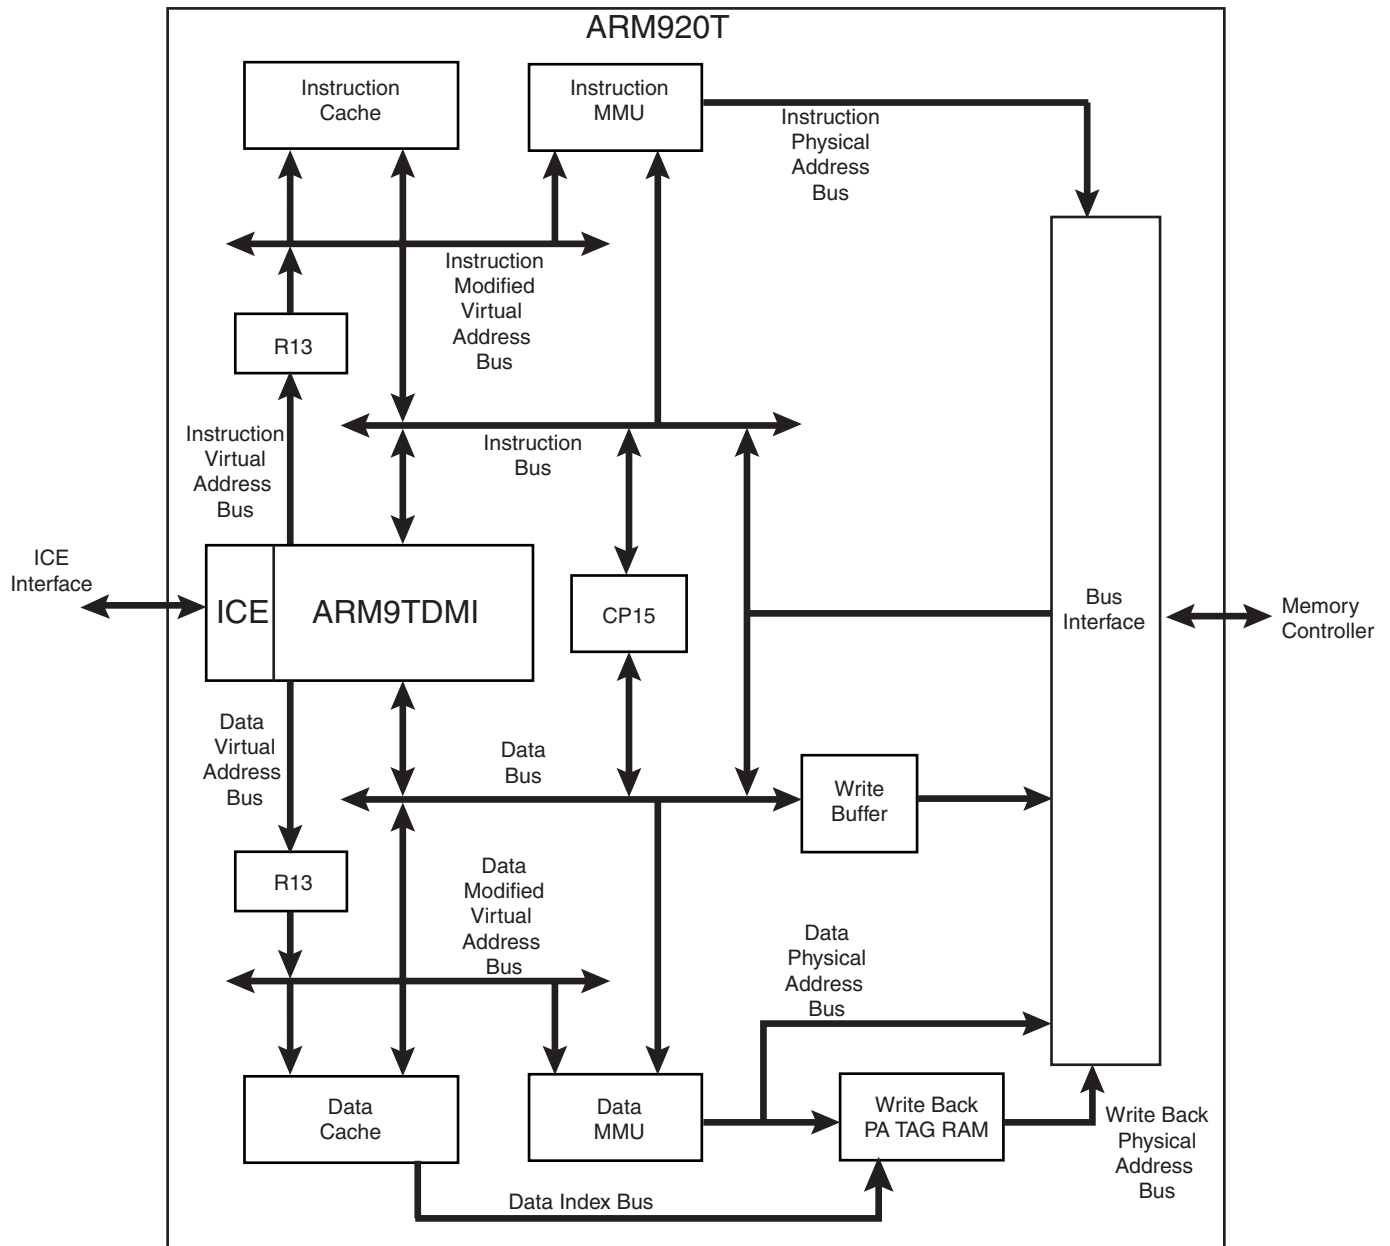 ARM920T
Instruction
Cache
Instruction
MMU
Instruction
Physical
Address
Bus
Instruction
Modified
Virtual
Address
Bus
R13
Instruction
Virtual
Address
Bus
Instruction
Bus
ICE
Interface
ICE
ARM9TDMI
CP15
Bus
Interface
Memory
Controller
Data
Virtual
Address
Bus
Data
Bus
Write
Buffer
R13
Data
Modified
Virtual
Address
Bus
Data
Physical
Address
Bus
Data
Cache
Data
MMU
Write Back
PA TAG RAM
Write Back
Physical
Address
Bus
Data Index Bus